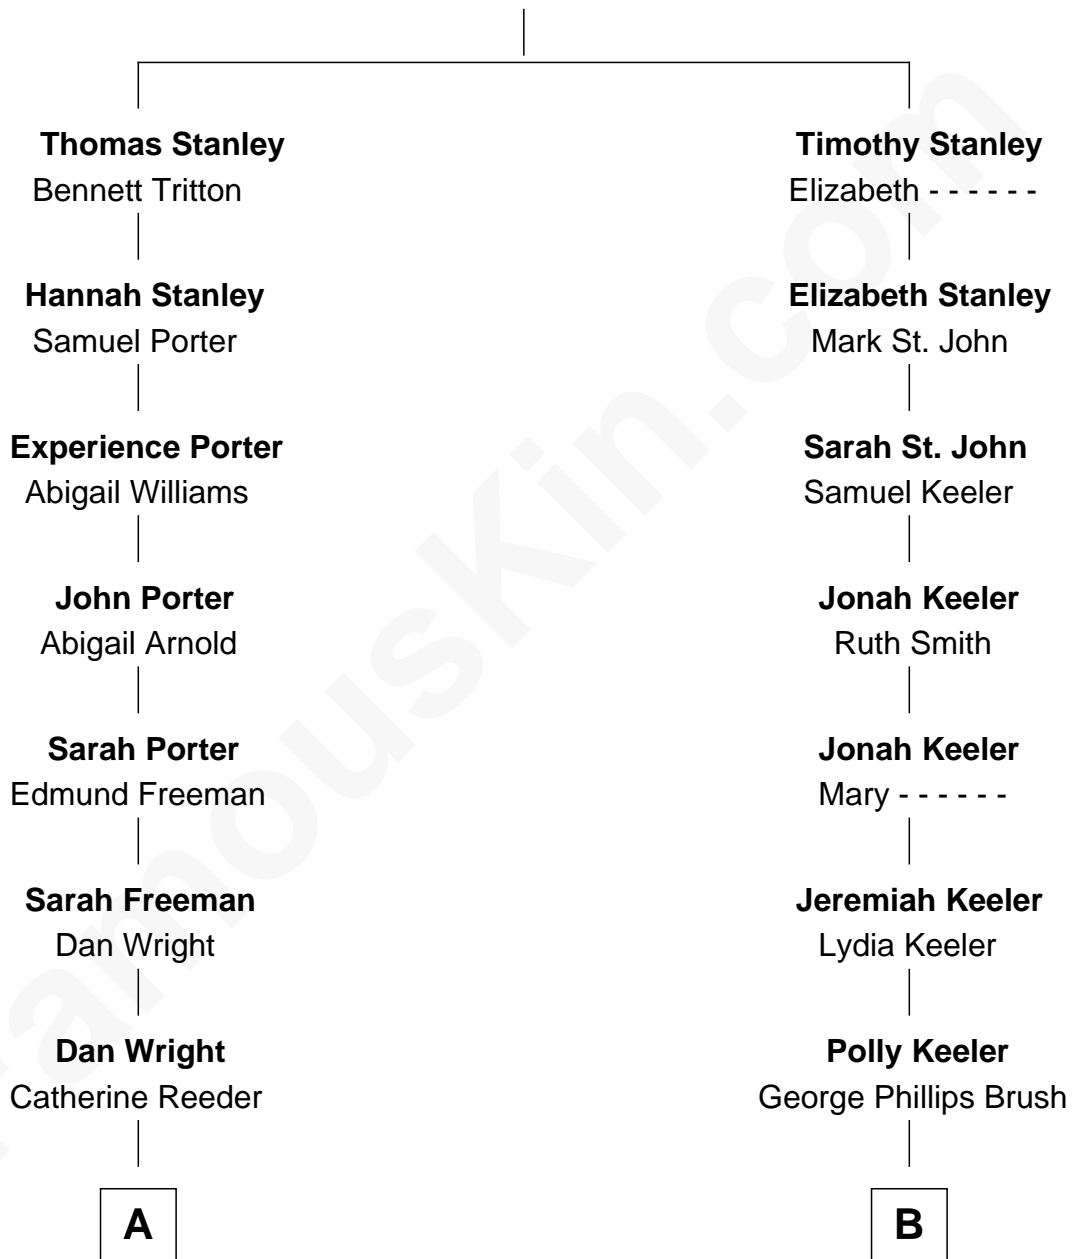 Thomas Stanley
Bennett Tritton
Hannah Stanley
Samuel Porter
Experience Porter
Abigail Williams
John Porter
Abigail Arnold
Sarah Porter
Edmund Freeman
Sarah Freeman
Dan Wright
Dan Wright
Catherine Reeder
A
Timothy Stanley
Elizabeth - - - - - -
Elizabeth Stanley
Mark St. John
Sarah St. John
Samuel Keeler
Jonah Keeler
Ruth Smith
Jonah Keeler
Mary - - - - - -
Jeremiah Keeler
Lydia Keeler
Polly Keeler
George Phillips Brush
B
FamousKin.com